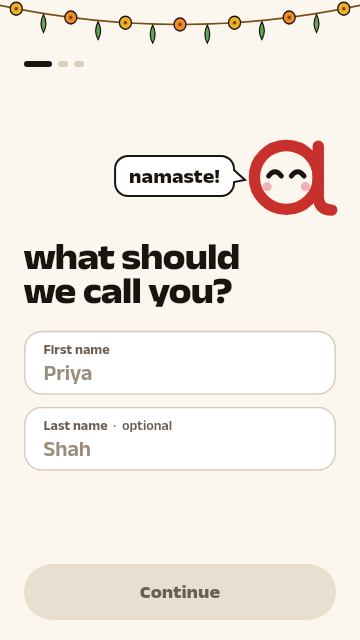 namaste!
what should
we call you?
First name
Priya
Last name · optional
Shah
Continue